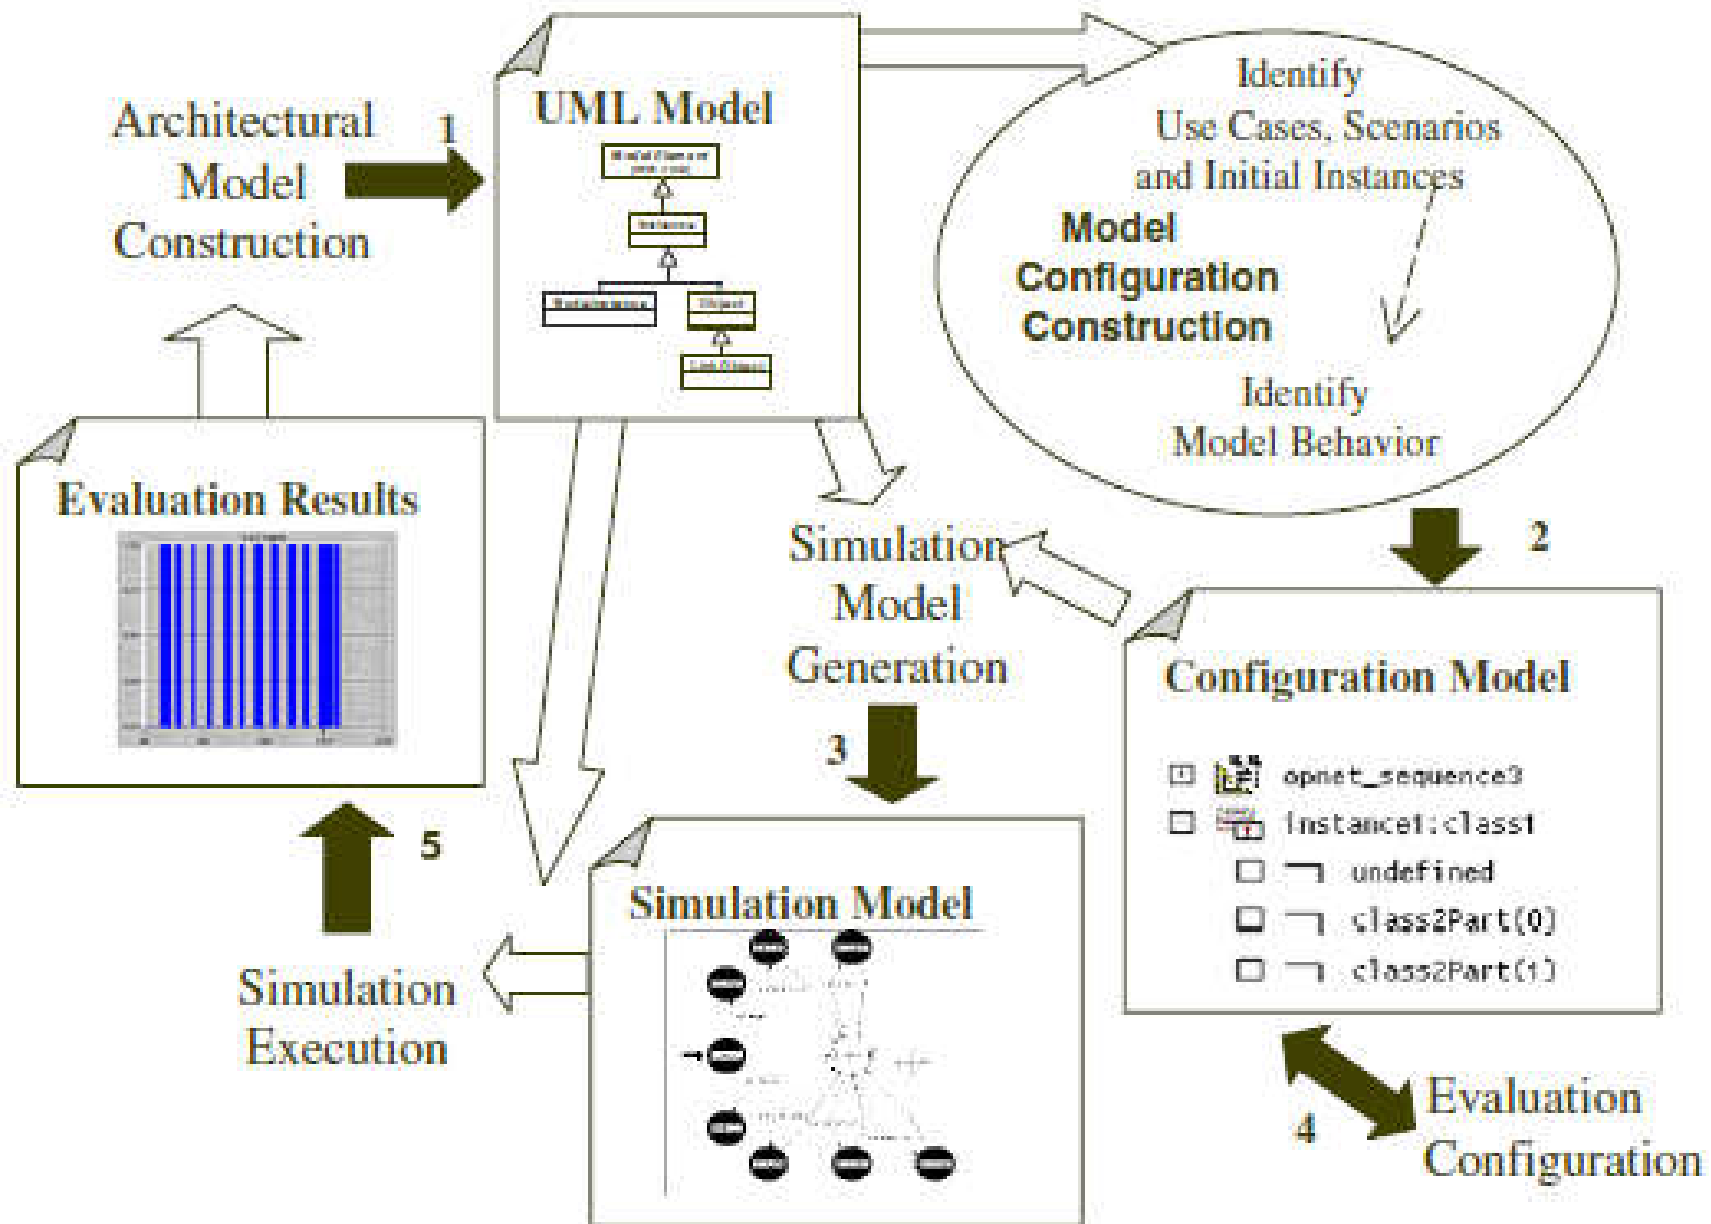 Architectural
Model
Construction
1
UML Model
Object
Identify
Use Cases, Scenarios
and Initial Instances
Model
Configuration
Construction
Identify
Model Behavior
2
Evaluation Results
Simulation
Model
Generation
3
Configuration Model
opnet_sequence3
instance1:class1
undefined
class2Part(0)
class2Part(1)
5
Simulation
Execution
Simulation Model
4
Evaluation
Configuration